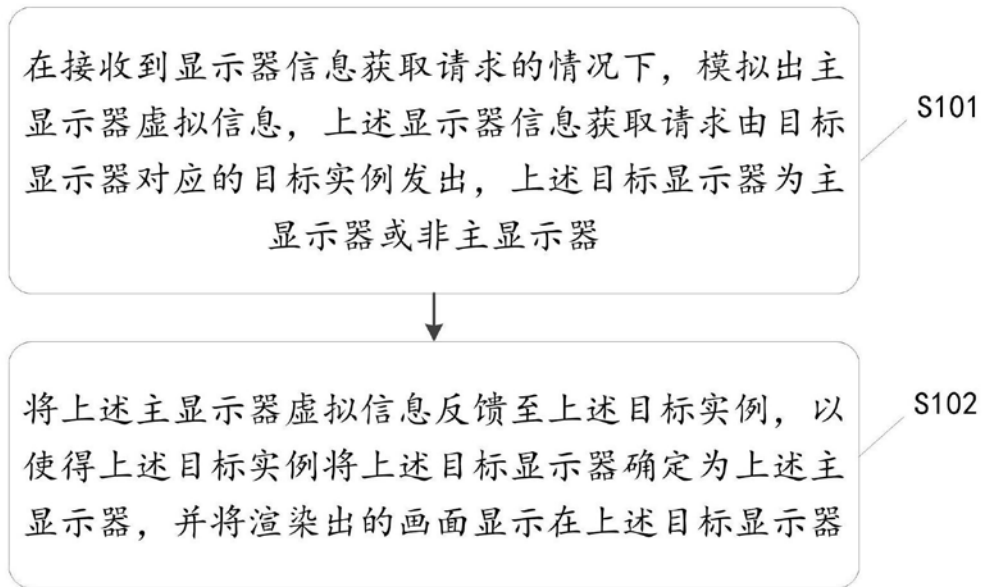 在接收到显示器信息获取请求的情况下，模拟出主
显示器虚拟信息，上述显示器信息获取请求由目标
显示器对应的目标实例发出，上述目标显示器为主
显示器或非主显示器
S101
将上述主显示器虚拟信息反馈至上述目标实例，以
使得上述目标实例将上述目标显示器确定为上述主
显示器，并将渲染出的画面显示在上述目标显示器
S102